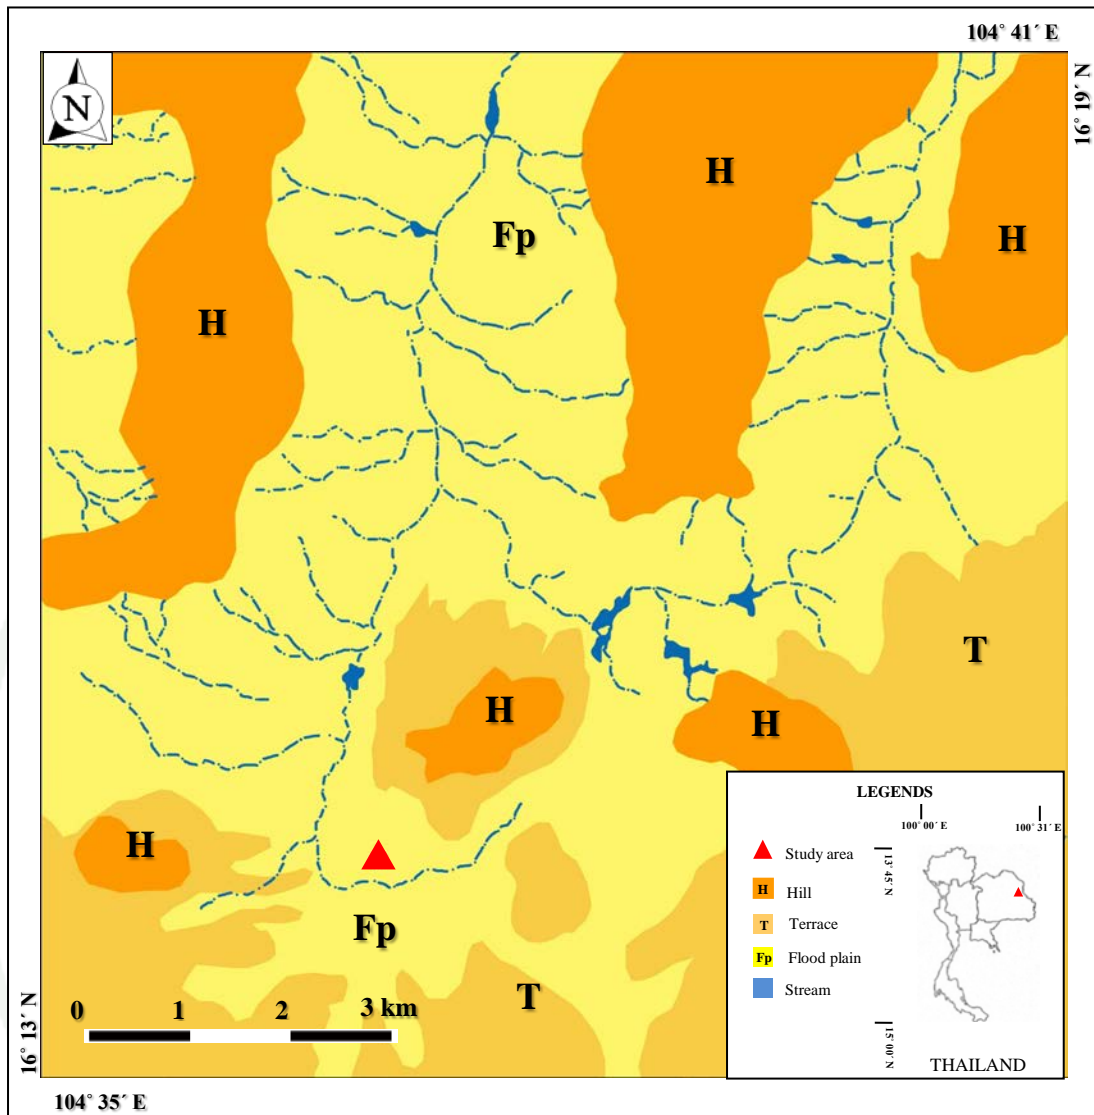 104° 41´ E
16° 19´ N
N
H
H
Fp
H
T
H
H
H
Fp
T
0 1 2 3 km
16° 13´ N
104° 35´ E
LEGENDS
100° 00´ E 100° 31´ E
Study area
H Hill
T Terrace
Fp Flood plain
Stream
13° 45´ N
15° 00´ N
THAILAND